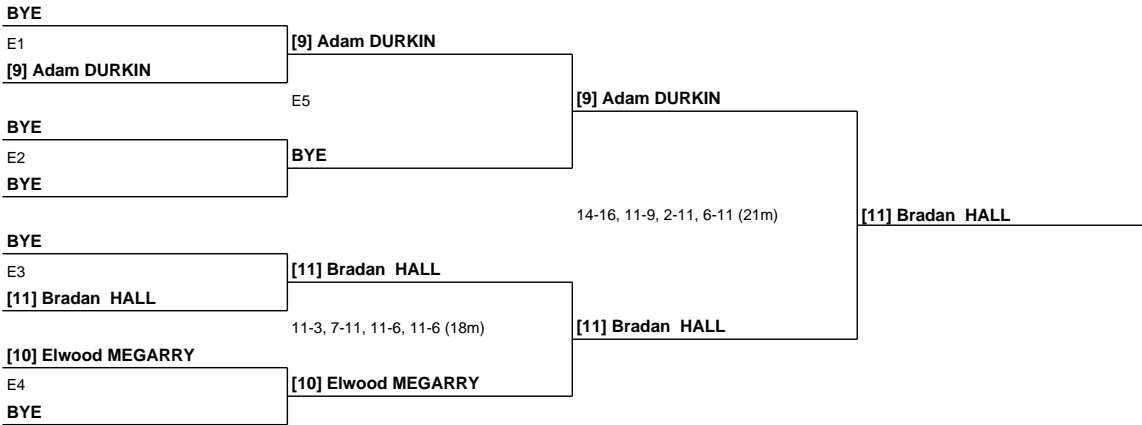 BYE
E1
[9] Adam DURKIN
[9] Adam DURKIN
E5
[9] Adam DURKIN
BYE
E2
BYE
BYE
14-16, 11-9, 2-11, 6-11 (21m)
[11] Bradan HALL
BYE
E3
[11] Bradan HALL
[11] Bradan HALL
11-3, 7-11, 11-6, 11-6 (18m)
[11] Bradan HALL
[10] Elwood MEGARRY
E4
BYE
[10] Elwood MEGARRY